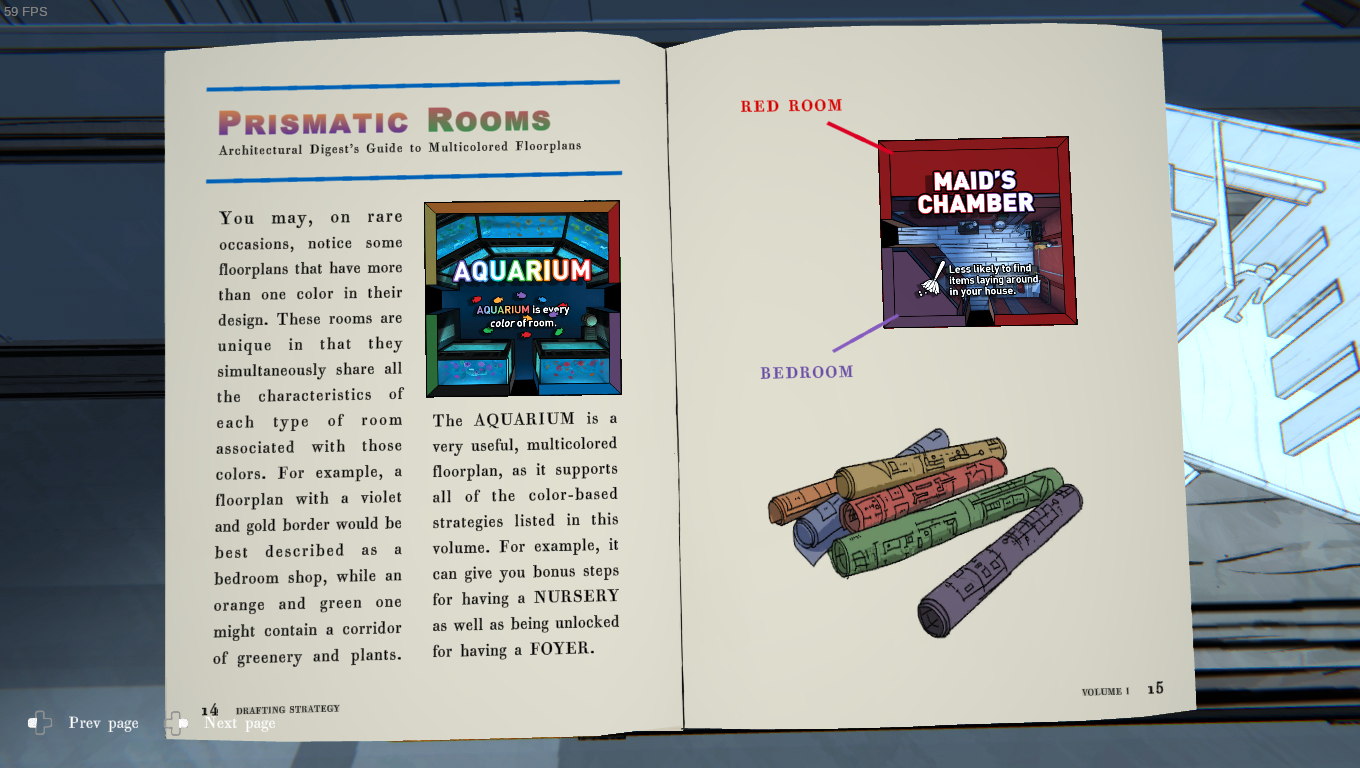 59 FPS
PRISMATIC ROOMS
Architectural Digest's Guide to Multicolored Floorplans
You may, on rare
occasions, notice some
floorplans that have more
than one color in their
design. These rooms are
unique in that they
simultaneously share all
the characteristics of
each type of room
associated with those
colors. For example, a
floorplan with a violet
and gold border would be
best described as a
bedroom shop, while an
orange and green one
might contain a corridor
of greenery and plants.
AQUARIUM
AQUARIUM is every
color of room.
The AQUARIUM is a
very useful, multicolored
floorplan, as it supports
all of the color-based
strategies listed in this
volume. For example, it
can give you bonus steps
for having a NURSERY
as well as being unlocked
for having a FOYER.
14 DRAFTING STRATEGY
RED ROOM
MAID'S
CHAMBER
Less likely to find
items laying around
in your house.
BEDROOM
VOLUME I 15
Prev page
Next page